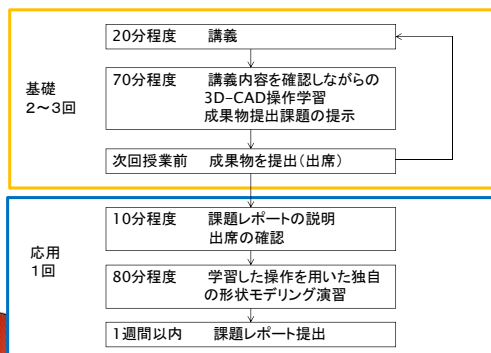 20分程度 講義
基礎
2～3回
70分程度 講義内容を確認しながらの
3D-CAD操作学習
成果物提出課題の提示
次回授業前 成果物を提出(出席)
応用
1回
10分程度 課題レポートの説明
出席の確認
80分程度 学習した操作を用いた独自
の形状モデリング演習
1週間以内 課題レポート提出